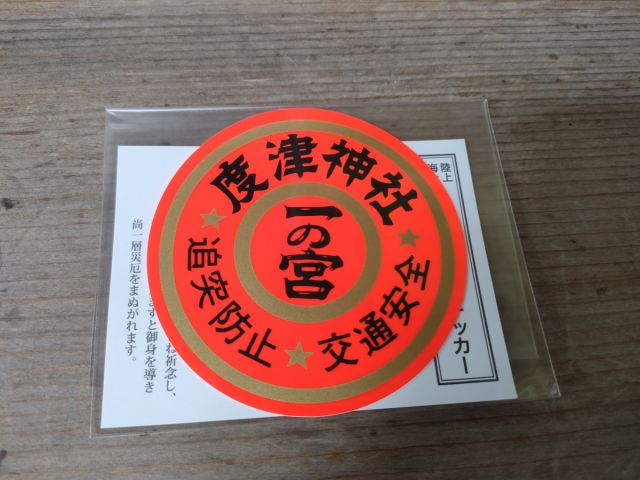 度津神社
一の宮
追突防止
交通安全
陸上
ッカー
ね祈念し、
ますと御身を導き
尚一層災厄をまぬがれます。